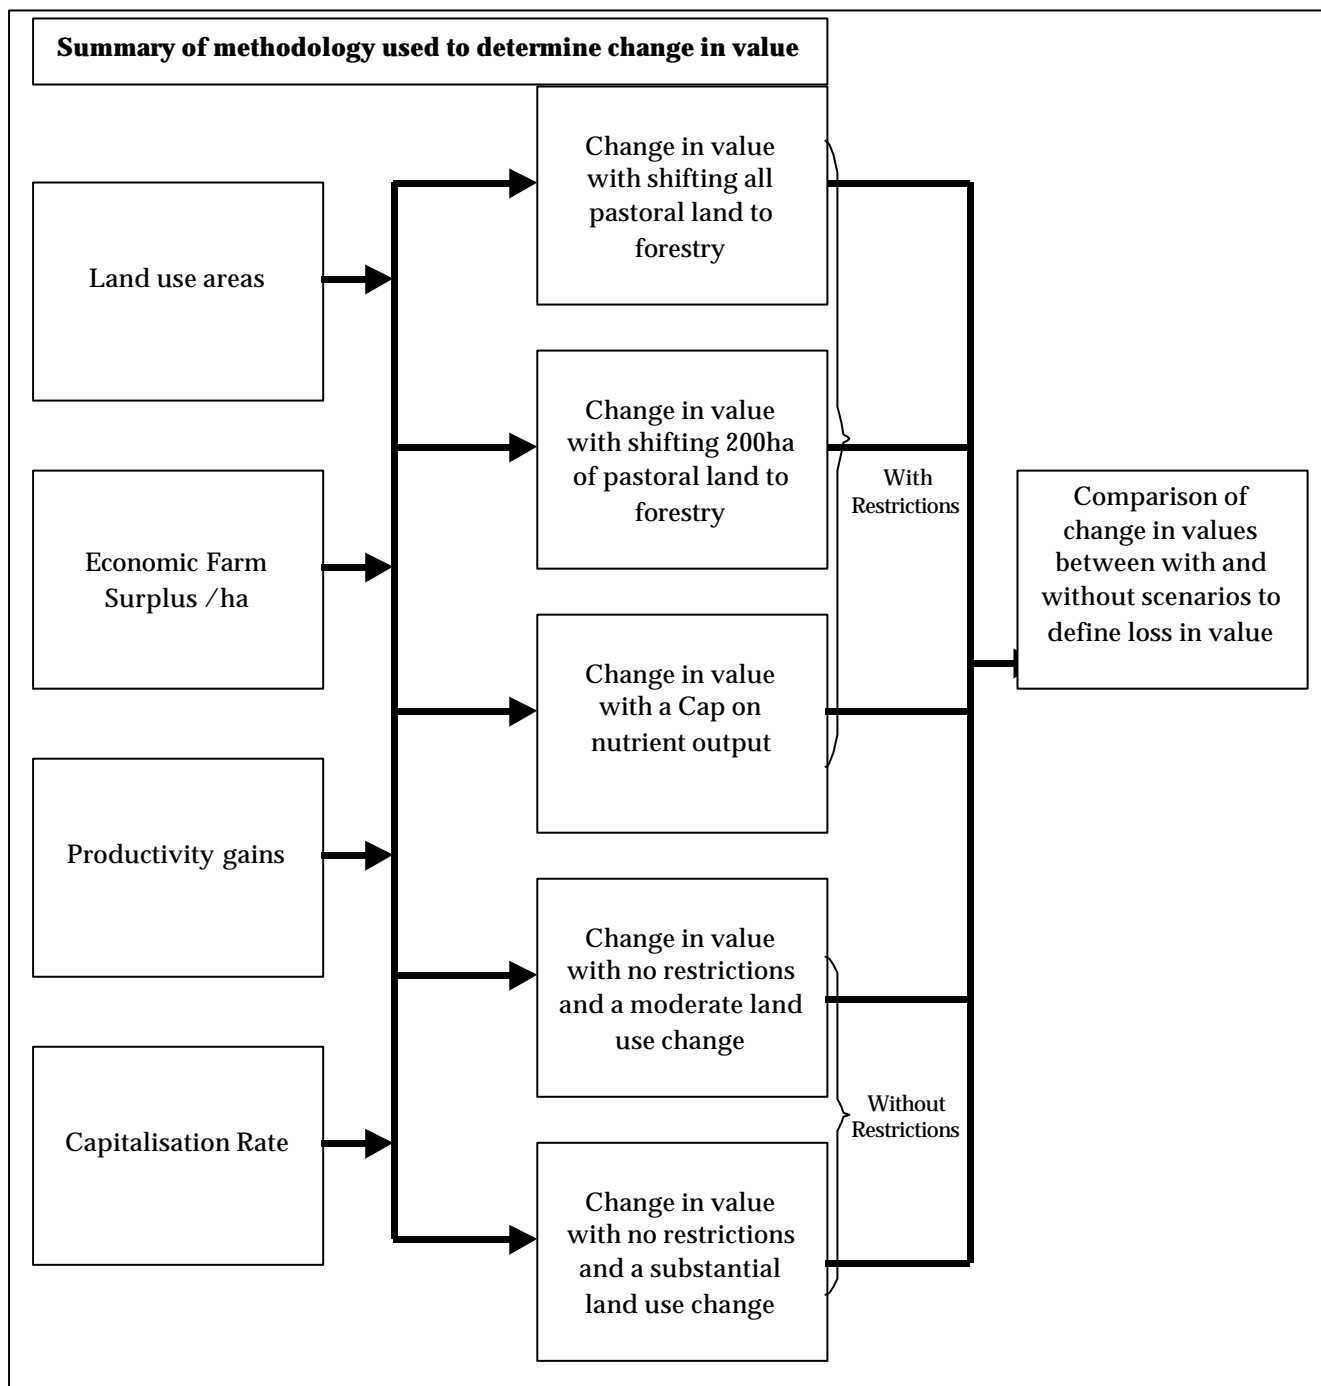 Summary of methodology used to determine change in value
Land use areas
Economic Farm
Surplus /ha
Productivity gains
Capitalisation Rate
Change in value
with shifting all
pastoral land to
forestry
Change in value
with shifting 200ha
of pastoral land to
forestry
Change in value
with a Cap on
nutrient output
Change in value
with no restrictions
and a moderate land
use change
Change in value
with no restrictions
and a substantial
land use change
With
Restrictions
Without
Restrictions
Comparison of
change in values
between with and
without scenarios to
define loss in value